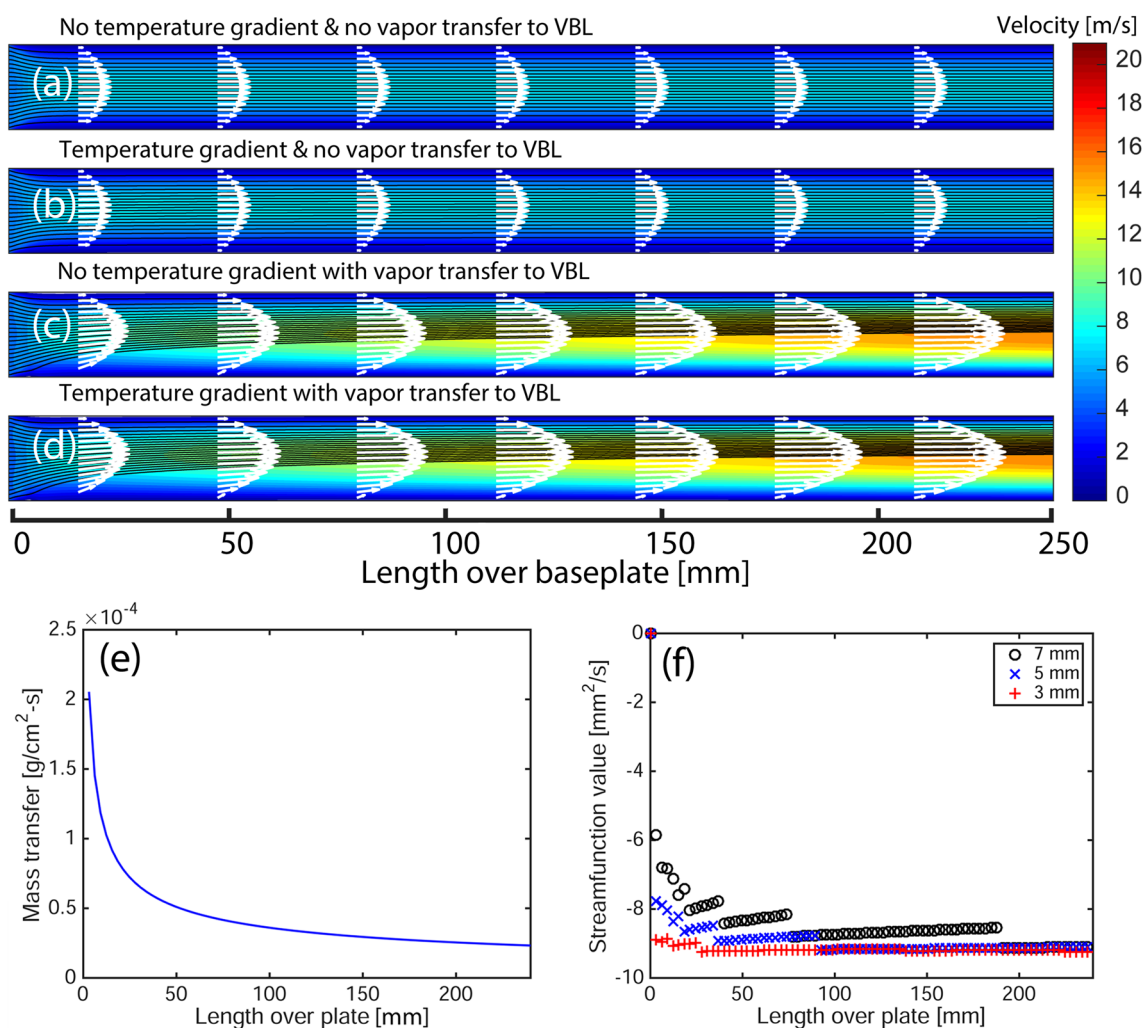 No temperature gradient & no vapor transfer to VBL
Velocity [m/s]
(a)
Temperature gradient & no vapor transfer to VBL
(b)
No temperature gradient with vapor transfer to VBL
(c)
Temperature gradient with vapor transfer to VBL
(d)
20
18
16
14
12
10
8
6
4
2
0
0 50 100 150 200 250
Length over baseplate [mm]
×10⁻⁴
(e)
2.5
2
1.5
1
0.5
0
Mass transfer [g/cm²-s]
0 50 100 150 200
Length over plate [mm]
(f)
7 mm
5 mm
3 mm
0
-2
-4
-6
-8
-10
Streamfunction value [mm²/s]
0 50 100 150 200
Length over plate [mm]